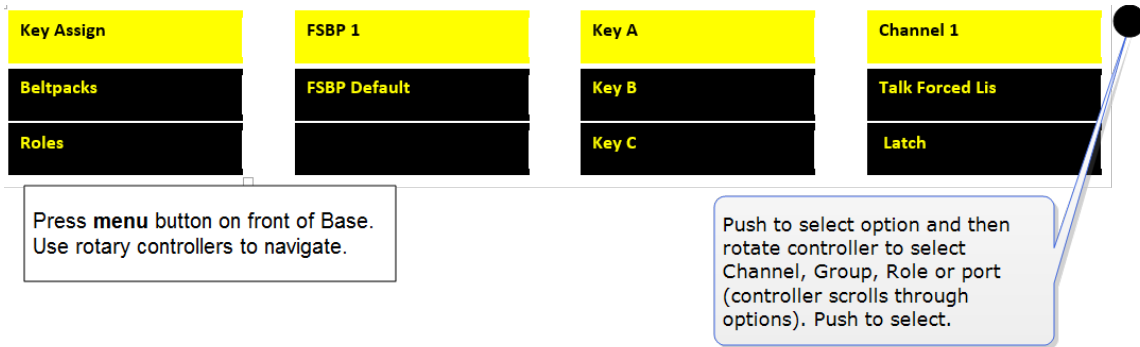 Key Assign
FSBP 1
Key A
Channel 1
Beltpacks
FSBP Default
Key B
Talk Forced Lis
Roles
Key C
Latch
Press menu button on front of Base.
Use rotary controllers to navigate.
Push to select option and then
rotate controller to select
Channel, Group, Role or port
(controller scrolls through
options). Push to select.